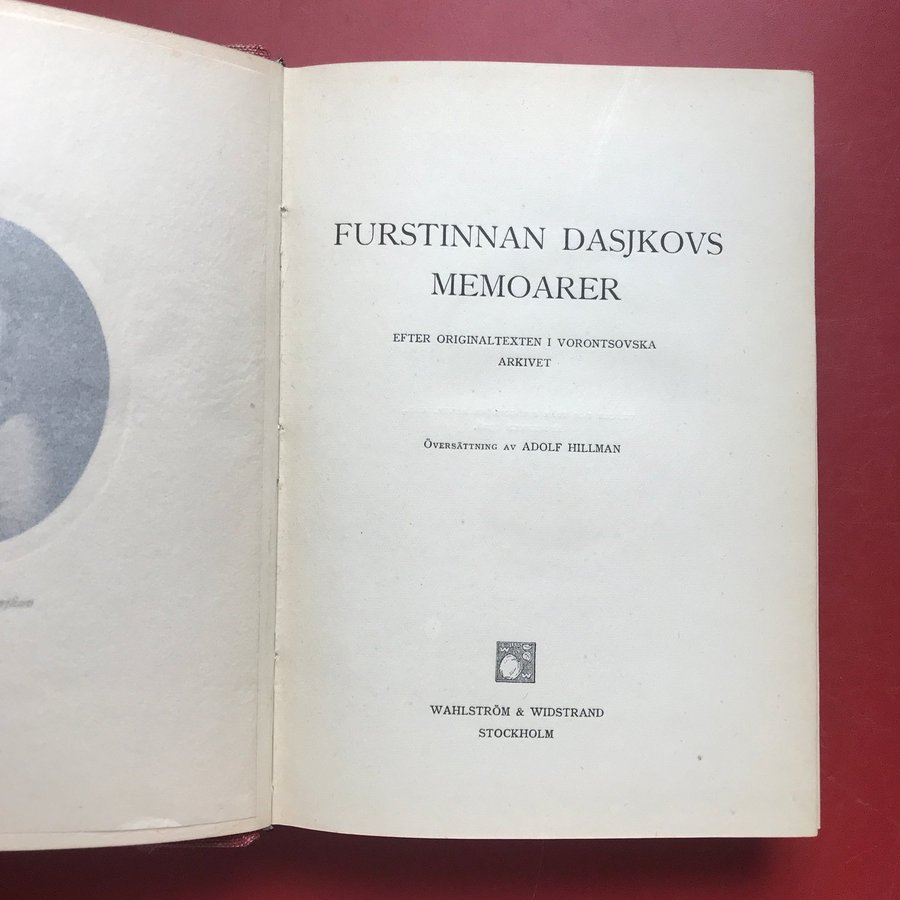 FURSTINNAN DASJKOVS
MEMOARER
EFTER ORIGINALTEXTEN I VORONTSOVSKA
ARKIVET
ÖVERSÄTTNING AV ADOLF HILLMAN
W
W
WAHLSTRÖM & WIDSTRAND
STOCKHOLM